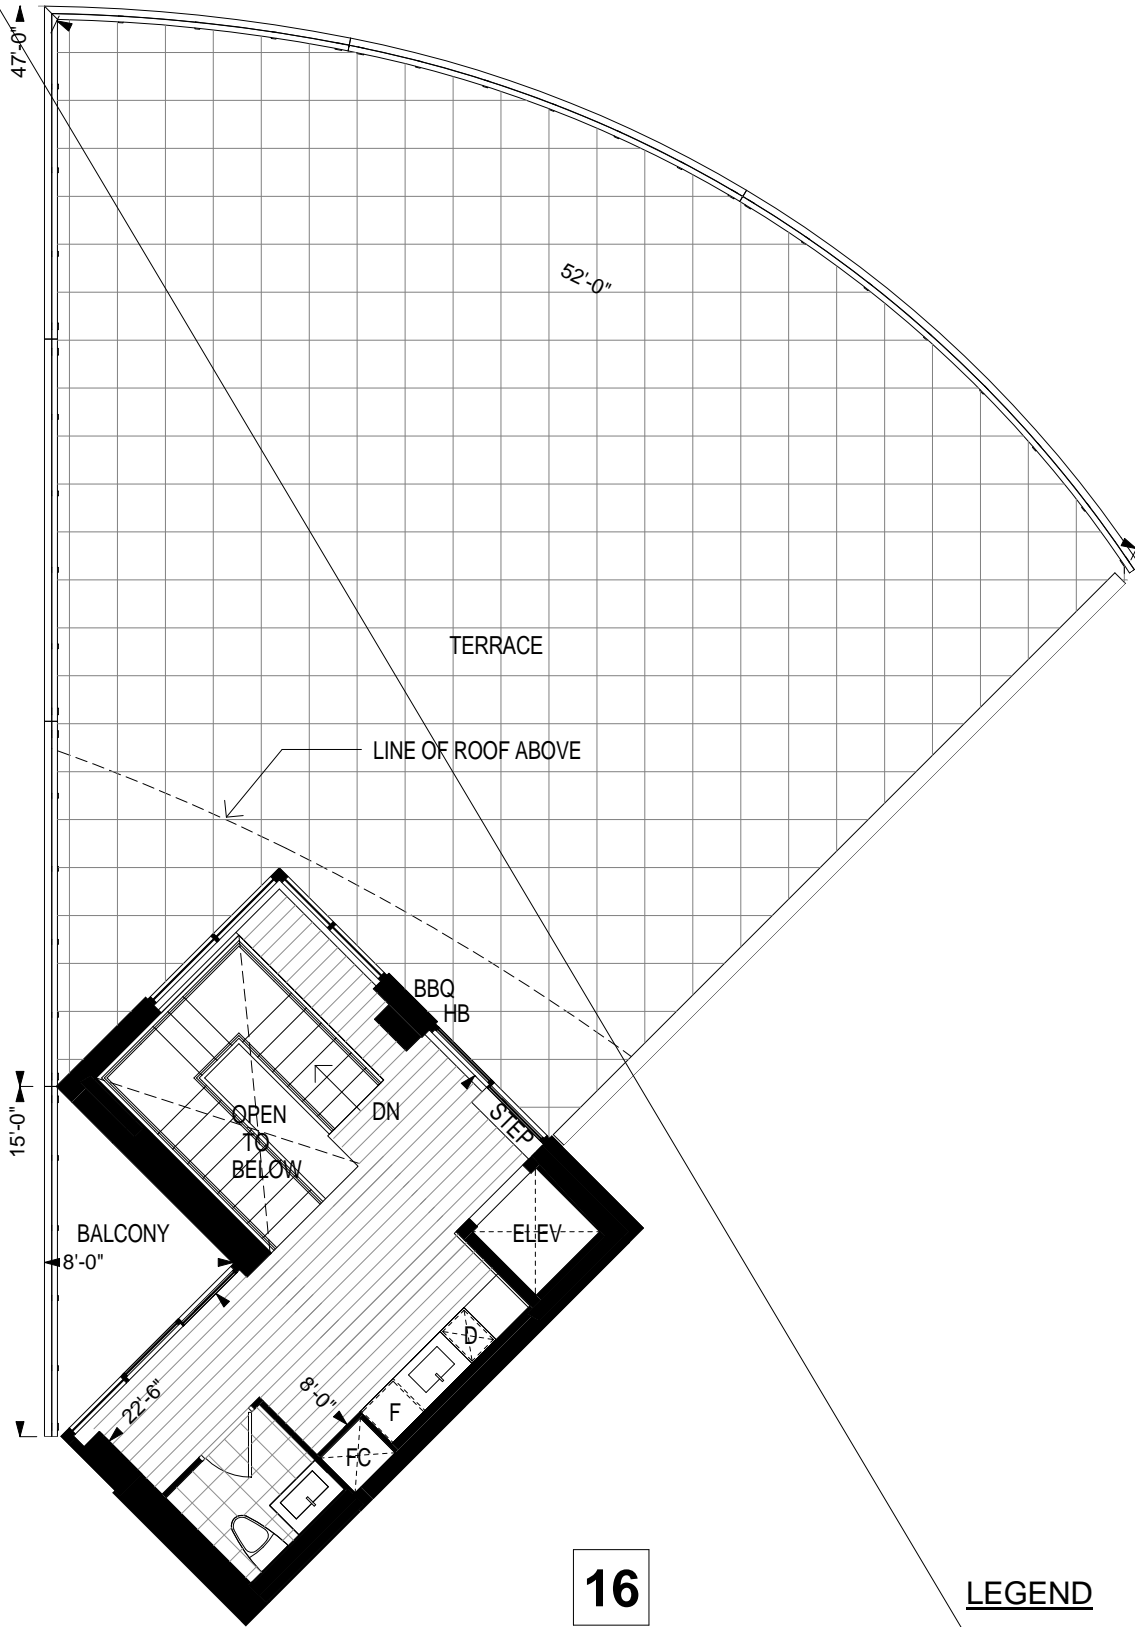 47'-0"
52'-0"
TERRACE
LINE OF ROOF ABOVE
BBQ
HB
STEP
DN
OPEN
TO
BELOW
15'-0"
BALCONY
8'-0"
ELEV
D
F
FC
8'-0"
22'-6"
16
LEGEND